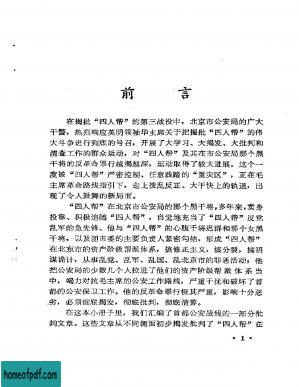 前言
在揭批“四人帮”的第三战役中，北京市公安局的广大
干警，热烈响应英明领袖华主席关于把揭批“四人帮”的伟
大斗争进行到底的号召，开展了大学习、大揭发、大批判和
清查工作的群众运动，对“四人帮”及其在市公安局那个黑
干将的反革命罪行越揭越深，运动取得了较大进展。这个一
度被“四人帮”严密控制、任意践踏的“重灾区”，正在毛
主席革命路线指引下，走上拨乱反正、大干快上的轨道，出
现了令人鼓舞的新局面。
“四人帮”在北京市公安局的那个黑干将，多年来，卖身
投靠、积极追随“四人帮”，自觉地充当了“四人帮”反党
乱军的急先锋。他与“四人帮”的心腹干将迟群和那个女黑
干将，以及团市委的主要负责人紧密勾结，形成“四人帮”
在北京市的资产阶级帮派体系，搞修正主义，搞分裂，搞阴
谋诡计，从事乱党、乱军、乱国、乱北京市的罪恶活动；他
把公安局的少数几个人拉进了他们的资产阶级帮派体系当
中，竭力对抗毛主席的公安工作路线，严重干扰和破坏了首
都的公安保卫工作。他的反革命罪行极其严重，影响十分恶
劣，必须彻底揭发，彻底批判，彻底清算。
在这本小册子里，我们汇编了首都公安战线的一部分批
判文章。这些文章从不同侧面初步揭发批判了“四人帮”在
1
homeofpdf.com